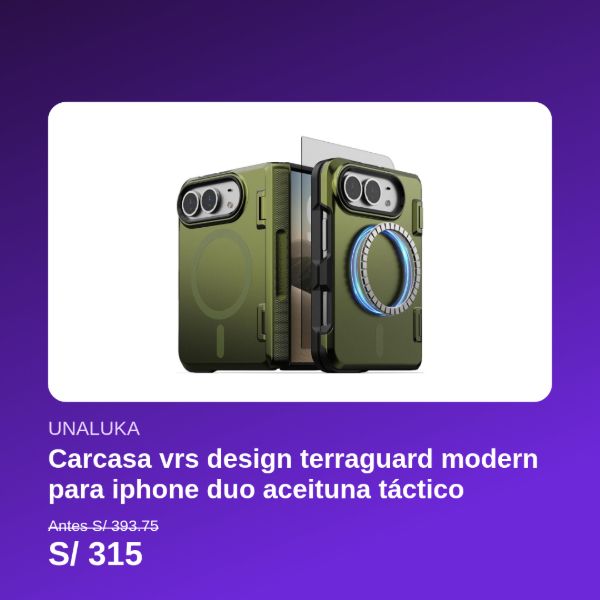 UNALUKA
Carcasa vrs design terraguard modern
para iphone duo aceituna táctico
Antes S/ 393.75
S/ 315